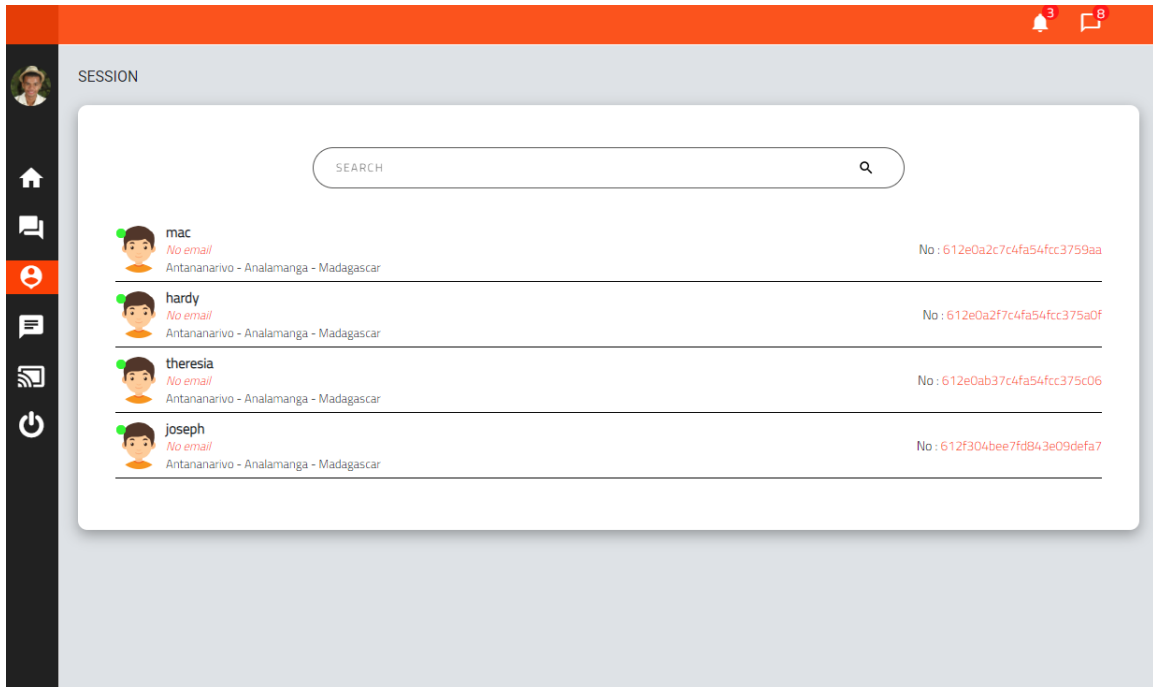 3 8
SESSION
SEARCH
mac
No email
Antananarivo - Analamanga - Madagascar
No : 612e0a2c7c4fa54fcc3759aa
hardy
No email
Antananarivo - Analamanga - Madagascar
No : 612e0a2f7c4fa54fcc375a0f
theresia
No email
Antananarivo - Analamanga - Madagascar
No : 612e0ab37c4fa54fcc375c06
joseph
No email
Antananarivo - Analamanga - Madagascar
No : 612f304bee7fd843e09defa7